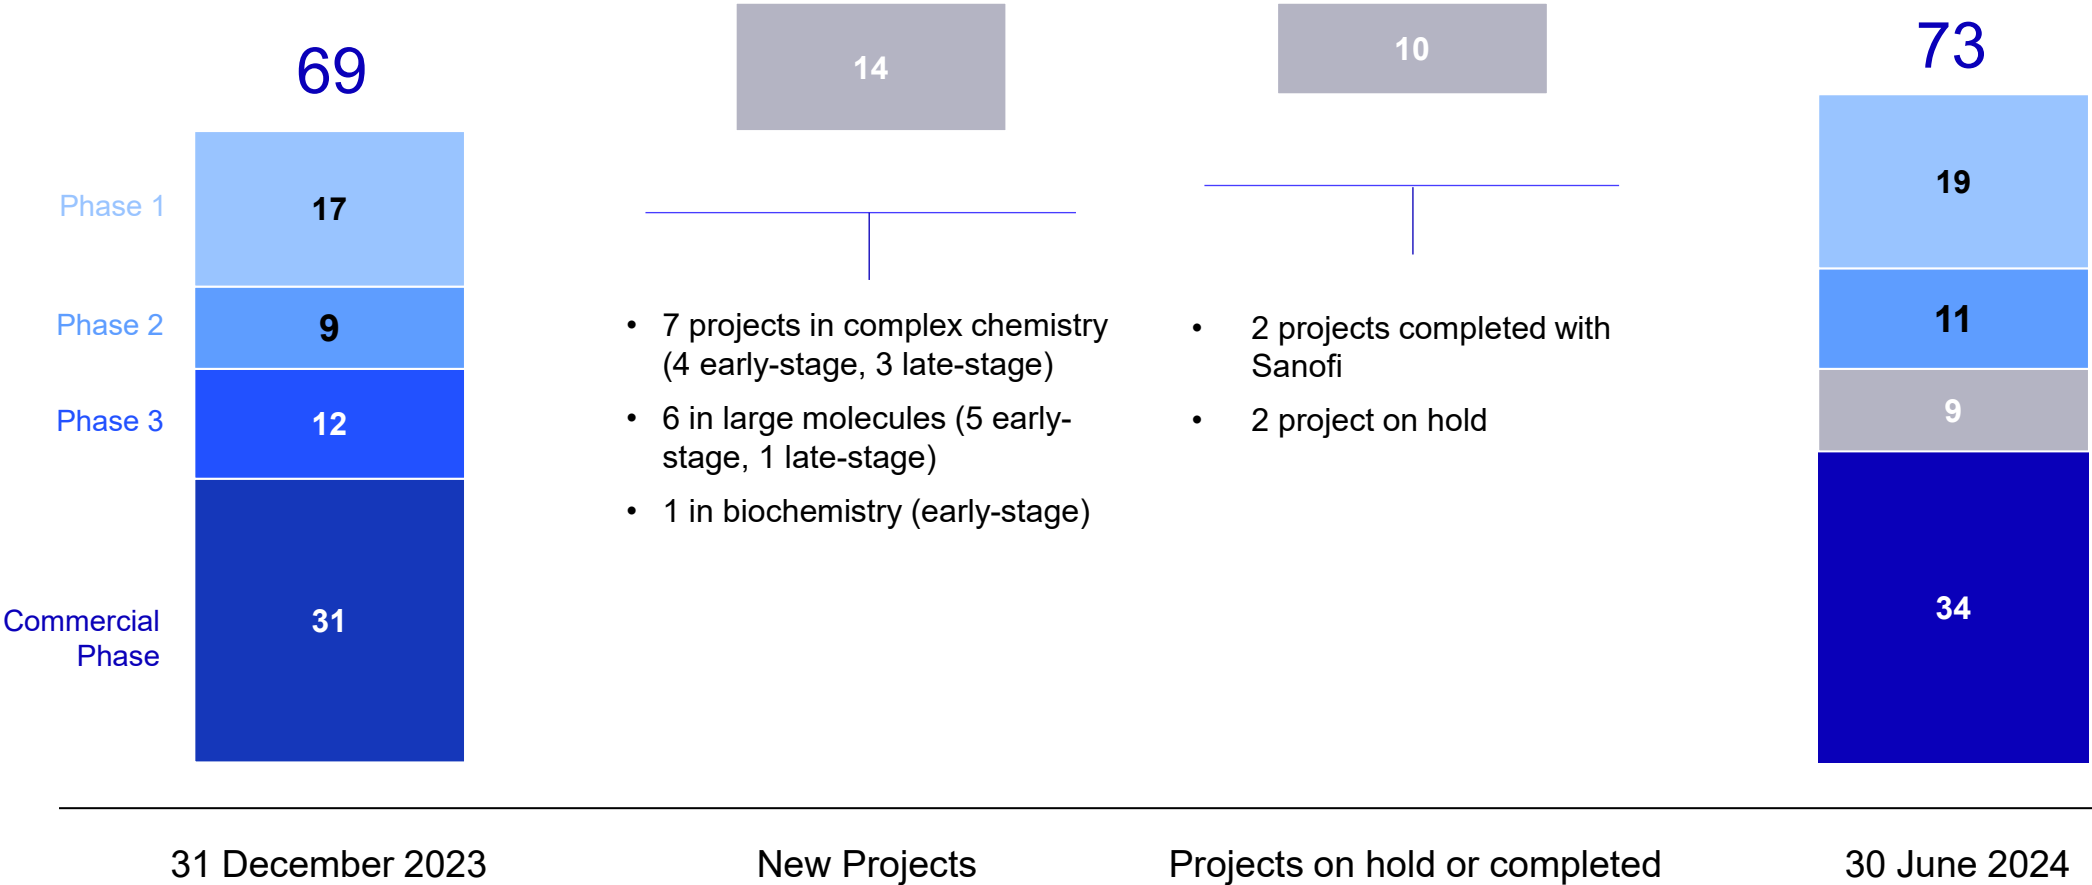 69
14
10
73
Phase 1
17
19
Phase 2
9
11
Phase 3
12
9
Commercial
Phase
31
34
• 7 projects in complex chemistry
(4 early-stage, 3 late-stage)
• 6 in large molecules (5 early-
stage, 1 late-stage)
• 1 in biochemistry (early-stage)
• 2 projects completed with
Sanofi
• 2 project on hold
31 December 2023
New Projects
Projects on hold or completed
30 June 2024